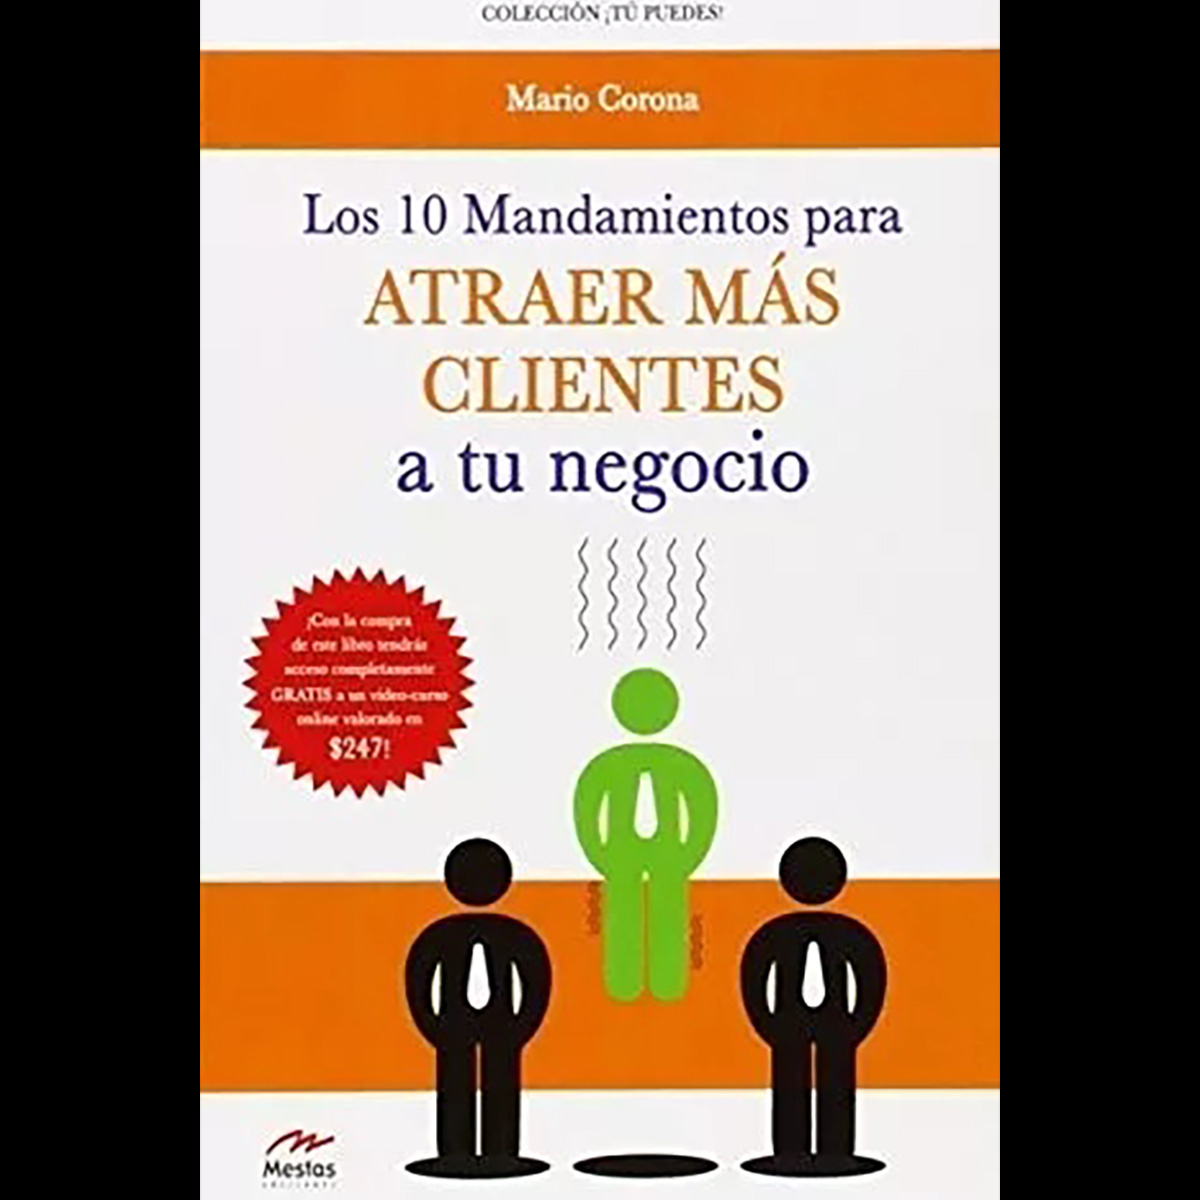 COLECCIÓN ¡TÚ PUEDES!
Mario Corona
Los 10 Mandamientos para
ATRAER MÁS
CLIENTES
a tu negocio
¡Con la compra
de este libro tendrás
acceso completamente
GRATIS a un video-curso
online valorado en
$247!
Mestas
EDICIONES